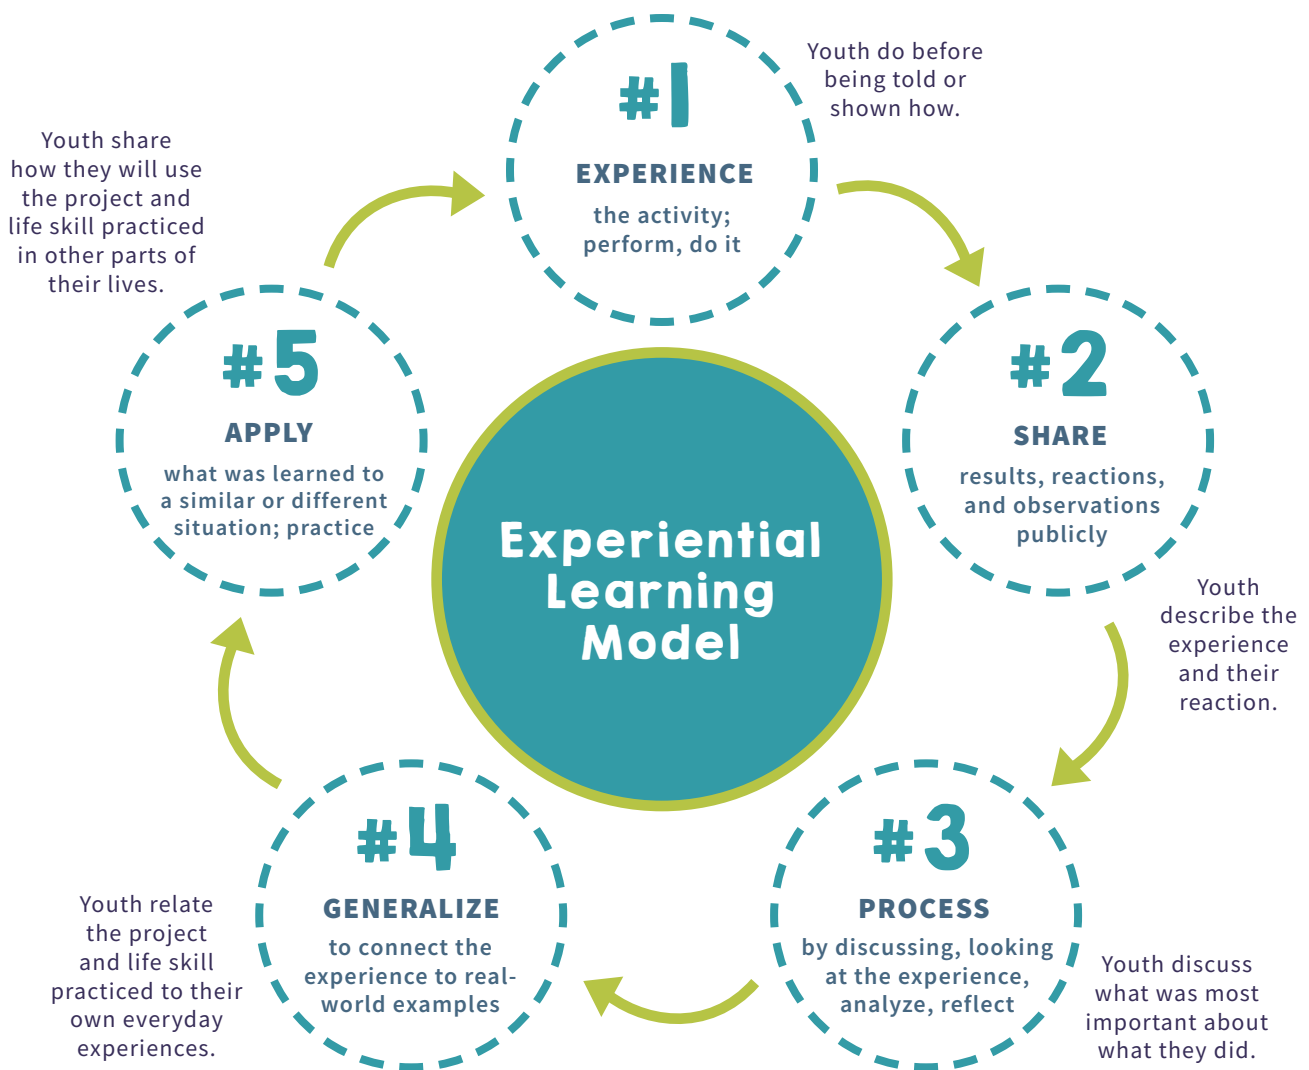 #1
EXPERIENCE
the activity;
perform, do it
Youth do before
being told or
shown how.
#2
SHARE
results, reactions,
and observations
publicly
Youth
describe the
experience
and their
reaction.
#3
PROCESS
by discussing, looking
at the experience,
analyze, reflect
Youth discuss
what was most
important about
what they did.
#4
GENERALIZE
to connect the
experience to real-
world examples
Youth relate
the project
and life skill
practiced to their
own everyday
experiences.
#5
APPLY
what was learned to
a similar or different
situation; practice
Youth share
how they will use
the project and
life skill practiced
in other parts of
their lives.
Experiential
Learning
Model